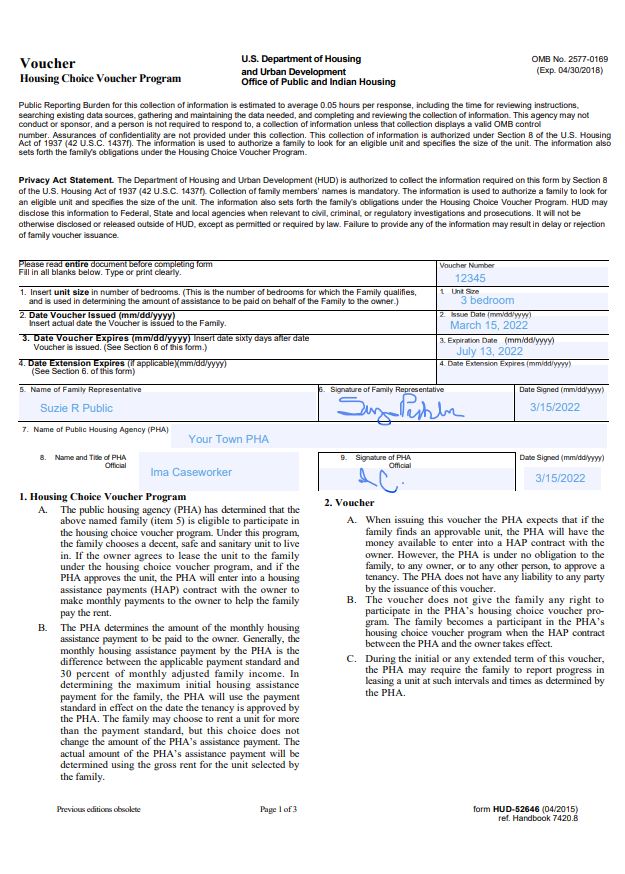 Voucher
Housing Choice Voucher Program
U.S. Department of Housing
and Urban Development
Office of Public and Indian Housing
OMB No. 2577-0169
(Exp. 04/30/2018)
Public Reporting Burden for this collection of information is estimated to average 0.05 hours per response, including the time for reviewing instructions,
searching existing data sources, gathering and maintaining the data needed, and completing and reviewing the collection of information. This agency may not
conduct or sponsor, and a person is not required to respond to, a collection of information unless that collection displays a valid OMB control
number. Assurances of confidentiality are not provided under this collection. This collection of information is authorized under Section 8 of the U.S. Housing
Act of 1937 (42 U.S.C. 1437f). The information is used to authorize a family to look for an eligible unit and specifies the size of the unit. The information also
sets forth the family's obligations under the Housing Choice Voucher Program.
Privacy Act Statement. The Department of Housing and Urban Development (HUD) is authorized to collect the information required on this form by Section 8
of the U.S. Housing Act of 1937 (42 U.S.C. 1437f). Collection of family members' names is mandatory. The information is used to authorize a family to look for
an eligible unit and specifies the size of the unit. The information also sets forth the family's obligations under the Housing Choice Voucher Program. HUD may
disclose this information to Federal, State and local agencies when relevant to civil, criminal, or regulatory investigations and prosecutions. It will not be
otherwise disclosed or released outside of HUD, except as permitted or required by law. Failure to provide any of the information may result in delay or rejection
of family voucher issuance.
Please read entire document before completing form
Fill in all blanks below. Type or print clearly.
Voucher Number
12345
1. Insert unit size in number of bedrooms. (This is the number of bedrooms for which the Family qualifies,
and is used in determining the amount of assistance to be paid on behalf of the Family to the owner.)
1. Unit Size
3 bedroom
2. Date Voucher Issued (mm/dd/yyyy)
Insert actual date the Voucher is issued to the Family.
2. Issue Date (mm/dd/yyyy)
March 15, 2022
3. Date Voucher Expires (mm/dd/yyyy) Insert date sixty days after date
Voucher is issued. (See Section 6 of this form.)
3. Expiration Date (mm/dd/yyyy)
July 13, 2022
4. Date Extension Expires (if applicable)(mm/dd/yyyy)
(See Section 6. of this form)
4. Date Extension Expires (mm/dd/yyyy)
5. Name of Family Representative
Suzie R Public
6. Signature of Family Representative
Date Signed (mm/dd/yyyy)
3/15/2022
7. Name of Public Housing Agency (PHA)
Your Town PHA
8. Name and Title of PHA
Official
Ima Caseworker
9. Signature of PHA
Official
Date Signed (mm/dd/yyyy)
3/15/2022
1. Housing Choice Voucher Program
A. The public housing agency (PHA) has determined that the
above named family (item 5) is eligible to participate in
the housing choice voucher program. Under this program,
the family chooses a decent, safe and sanitary unit to live
in. If the owner agrees to lease the unit to the family
under the housing choice voucher program, and if the
PHA approves the unit, the PHA will enter into a housing
assistance payments (HAP) contract with the owner to
make monthly payments to the owner to help the family
pay the rent.
B. The PHA determines the amount of the monthly housing
assistance payment to be paid to the owner. Generally, the
monthly housing assistance payment by the PHA is the
difference between the applicable payment standard and
30 percent of monthly adjusted family income. In
determining the maximum initial housing assistance
payment for the family, the PHA will use the payment
standard in effect on the date the tenancy is approved by
the PHA. The family may choose to rent a unit for more
than the payment standard, but this choice does not
change the amount of the PHA's assistance payment. The
actual amount of the PHA's assistance payment will be
determined using the gross rent for the unit selected by
the family.
2. Voucher
A. When issuing this voucher the PHA expects that if the
family finds an approvable unit, the PHA will have the
money available to enter into a HAP contract with the
owner. However, the PHA is under no obligation to the
family, to any owner, or to any other person, to approve a
tenancy. The PHA does not have any liability to any party
by the issuance of this voucher.
B. The voucher does not give the family any right to
participate in the PHA's housing choice voucher pro-
gram. The family becomes a participant in the PHA's
housing choice voucher program when the HAP contract
between the PHA and the owner takes effect.
C. During the initial or any extended term of this voucher,
the PHA may require the family to report progress in
leasing a unit at such intervals and times as determined by
the PHA.
Previous editions obsolete
Page 1 of 3
form HUD-52646 (04/2015)
ref. Handbook 7420.8